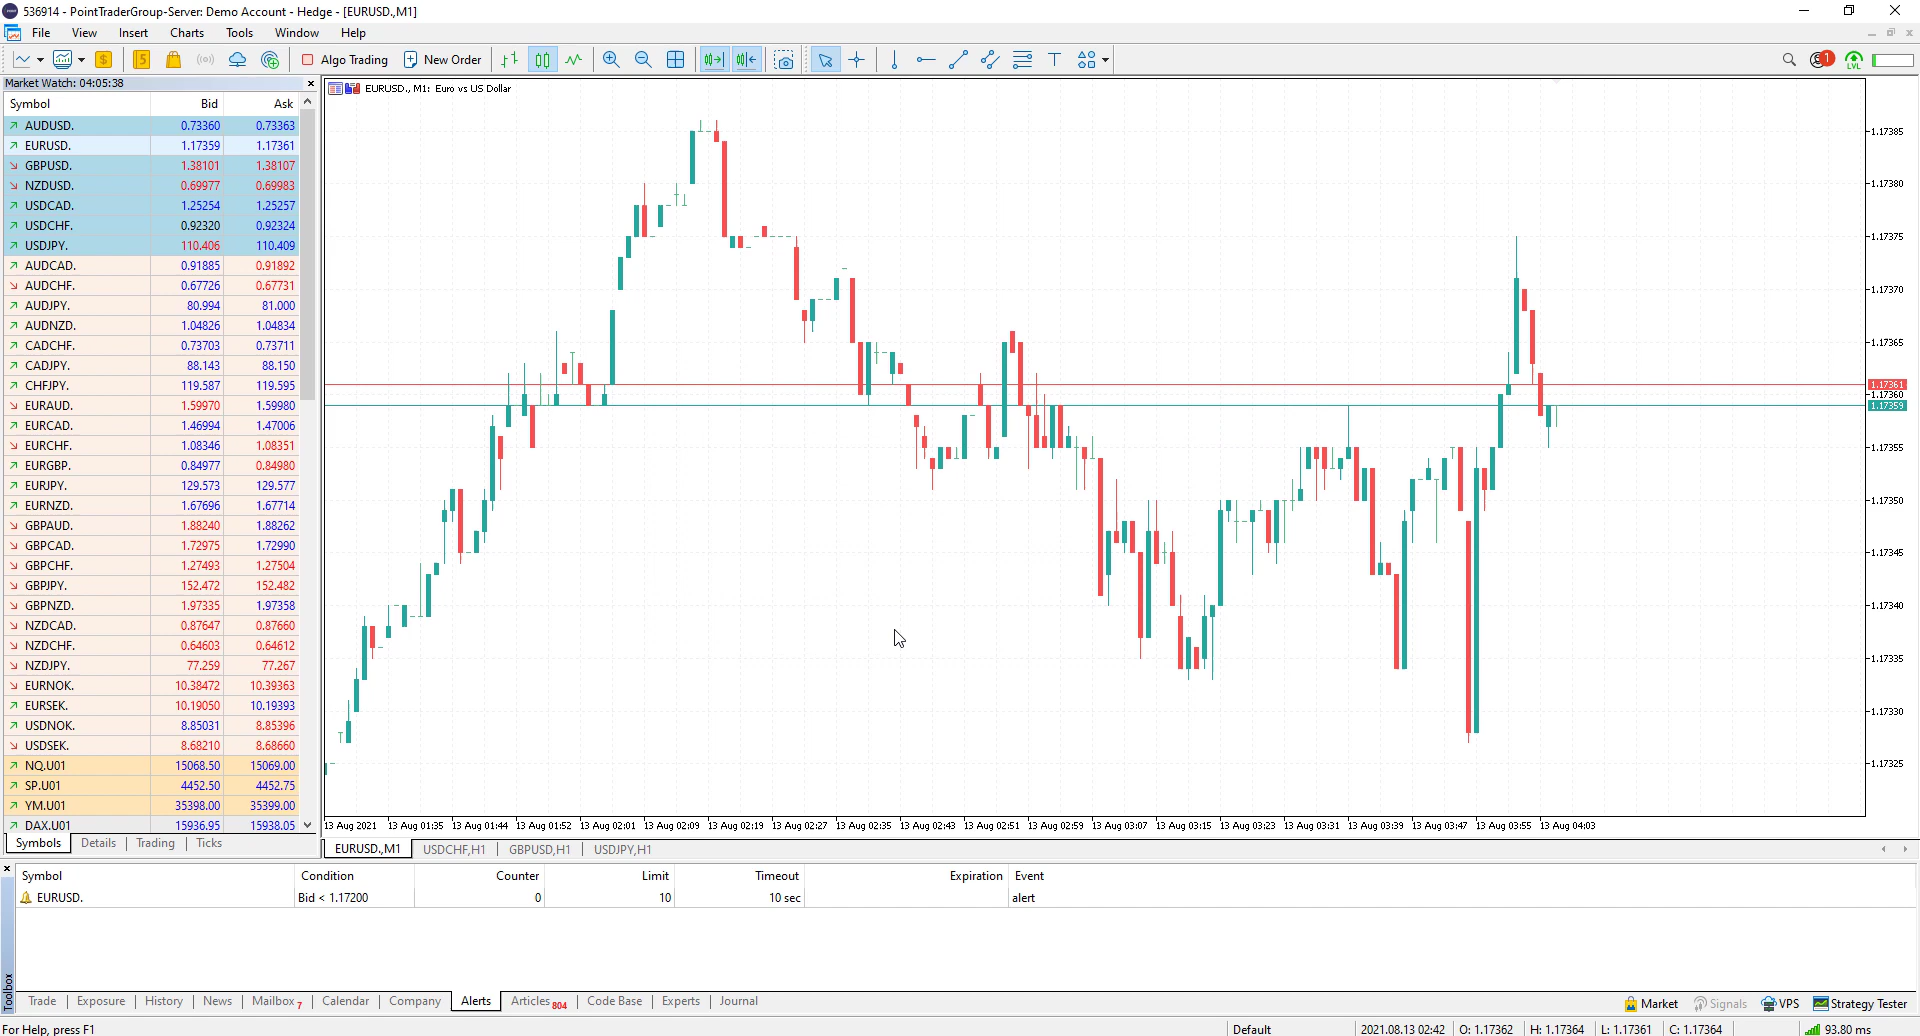 536914 - PointTraderGroup-Server: Demo Account - Hedge - [EURUSD.,M1]
File View Insert Charts Tools Window Help
Algo Trading New Order 1 LVL
Market Watch: 04:05:38
Symbol Bid Ask
AUDUSD. 0.73360 0.73363
EURUSD. 1.17359 1.17361
GBPUSD. 1.38101 1.38107
NZDUSD. 0.69977 0.69983
USDCAD. 1.25254 1.25257
USDCHF. 0.92320 0.92324
USDJPY. 110.406 110.409
AUDCAD. 0.91885 0.91892
AUDCHF. 0.67726 0.67731
AUDJPY. 80.994 81.000
AUDNZD. 1.04826 1.04834
CADCHF. 0.73703 0.73711
CADJPY. 88.143 88.150
CHFJPY. 119.587 119.595
EURAUD. 1.59970 1.59980
EURCAD. 1.46994 1.47006
EURCHF. 1.08346 1.08351
EURGBP. 0.84977 0.84980
EURJPY. 129.573 129.577
EURNZD. 1.67696 1.67714
GBPAUD. 1.88240 1.88262
GBPCAD. 1.72975 1.72990
GBPCHF. 1.27493 1.27504
GBPJPY. 152.472 152.482
GBPNZD. 1.97335 1.97358
NZDCAD. 0.87647 0.87660
NZDCHF. 0.64603 0.64612
NZDJPY. 77.259 77.267
EURNOK. 10.38472 10.39363
EURSEK. 10.19050 10.19393
USDNOK. 8.85031 8.85396
USDSEK. 8.68210 8.68660
NQ.U01 15068.50 15069.00
SP.U01 4452.50 4452.75
YM.U01 35398.00 35399.00
DAX.U01 15936.95 15938.05
Symbols Details Trading Ticks
EURUSD., M1: Euro vs US Dollar
1.17385
1.17380
1.17375
1.17370
1.17365
1.17361
1.17360
1.17359
1.17355
1.17350
1.17345
1.17340
1.17335
1.17330
1.17325
13 Aug 2021 13 Aug 01:35 13 Aug 01:44 13 Aug 01:52 13 Aug 02:01 13 Aug 02:09 13 Aug 02:19 13 Aug 02:27 13 Aug 02:35 13 Aug 02:43 13 Aug 02:51 13 Aug 02:59 13 Aug 03:07 13 Aug 03:15 13 Aug 03:23 13 Aug 03:31 13 Aug 03:39 13 Aug 03:47 13 Aug 03:55 13 Aug 04:03
EURUSD.,M1 USDCHF,H1 GBPUSD,H1 USDJPY,H1
Symbol Condition Counter Limit Timeout Expiration Event
EURUSD. Bid < 1.17200 0 10 10 sec alert
Toolbox
Trade Exposure History News Mailbox 7 Calendar Company Alerts Articles 804 Code Base Experts Journal
Market Signals VPS Strategy Tester
For Help, press F1 Default 2021.08.13 02:42 O: 1.17362 H: 1.17364 L: 1.17361 C: 1.17364 93.80 ms